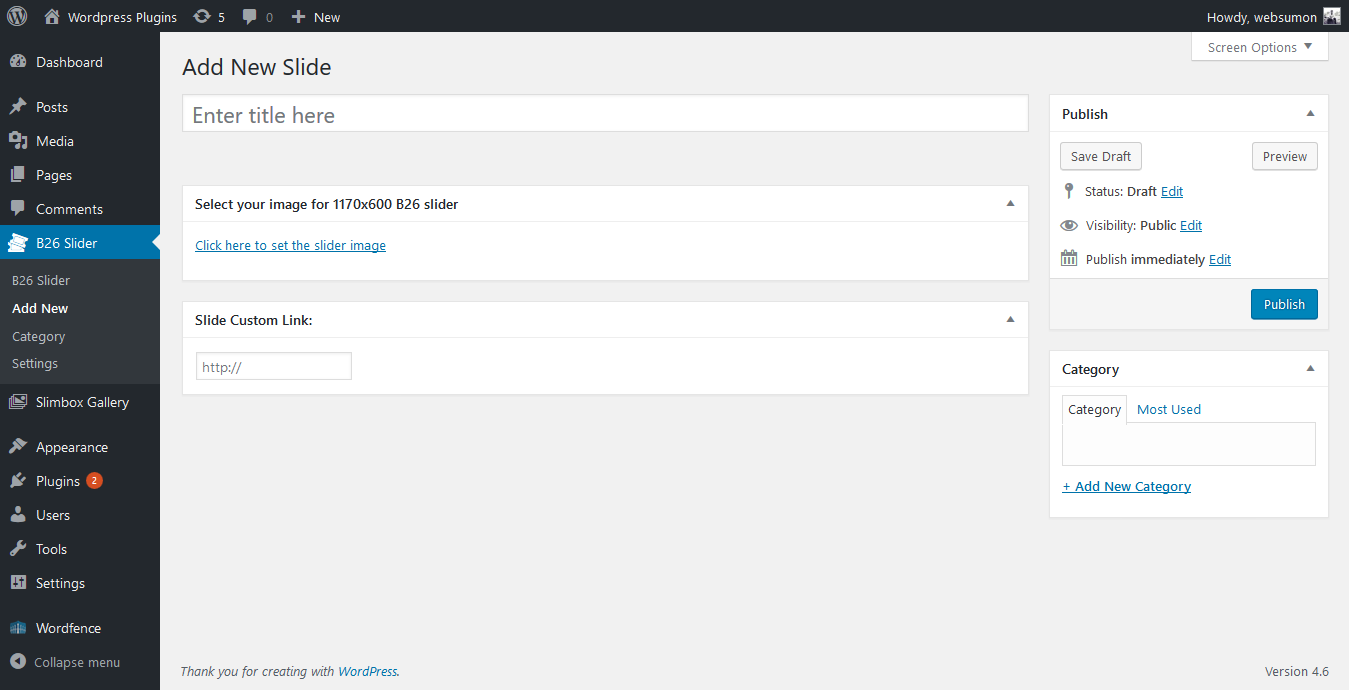 Wordpress Plugins 5 0 New Howdy, websumon
Screen Options
Dashboard
Posts
Media
Pages
Comments
B26 Slider
B26 Slider
Add New
Category
Settings
Slimbox Gallery
Appearance
Plugins 2
Users
Tools
Settings
Wordfence
Collapse menu
Add New Slide
Enter title here
Select your image for 1170x600 B26 slider
Click here to set the slider image
Slide Custom Link:
http://
Publish
Save Draft Preview
Status: Draft Edit
Visibility: Public Edit
Publish immediately Edit
Publish
Category
Category Most Used
+ Add New Category
Thank you for creating with WordPress. Version 4.6